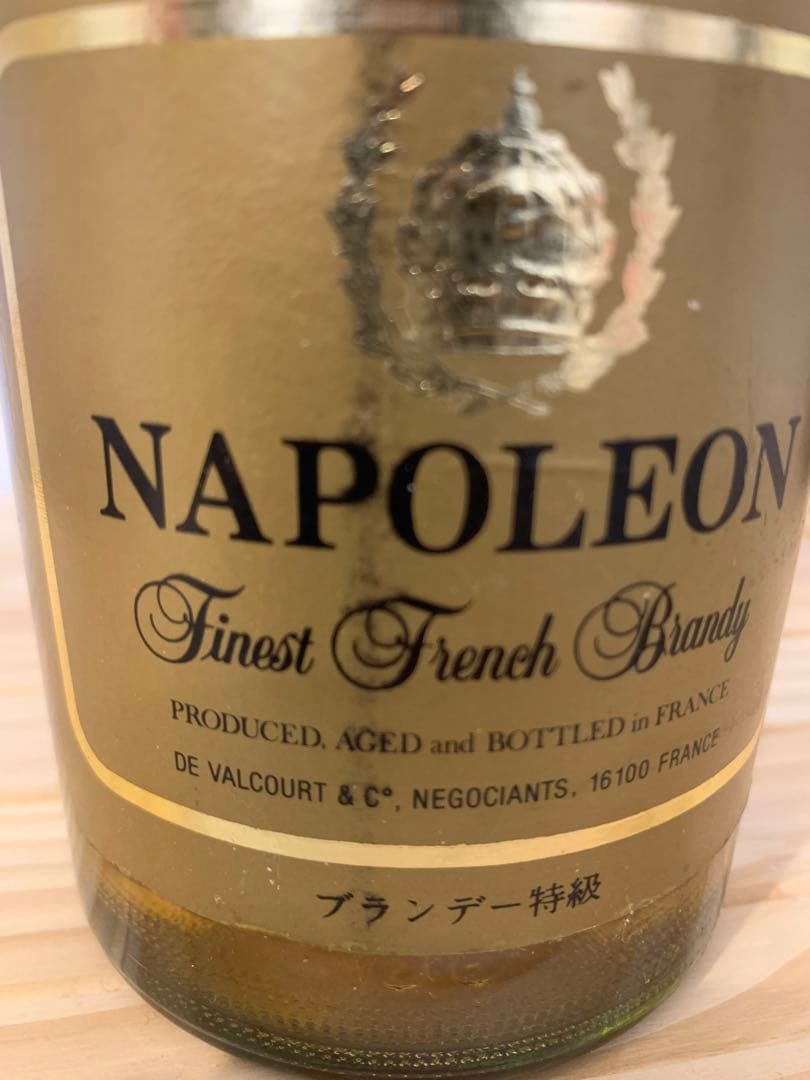 NAPOLEON
Finest French Brandy
PRODUCED, AGED and BOTTLED in FRANCE
DE VALCOURT & C°, NEGOCIANTS, 16100 FRANCE
ブランデー特級